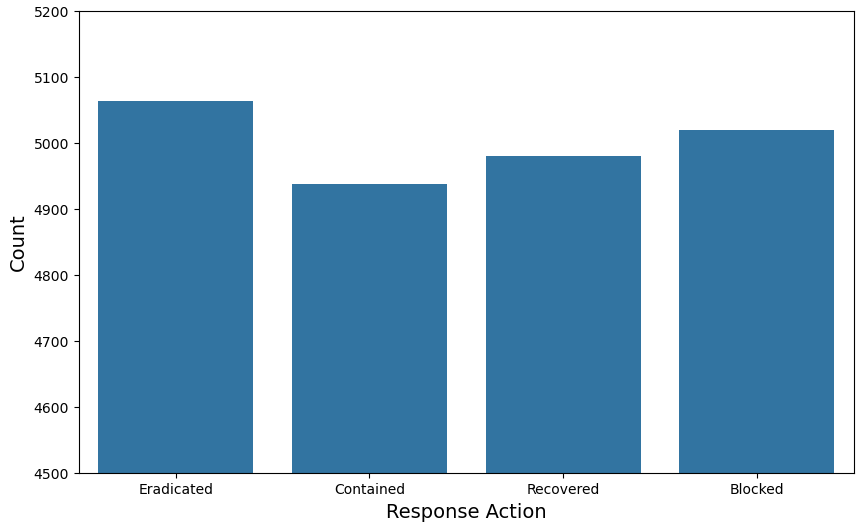 5200
5100
5000
4900
4800
4700
4600
4500
Count
Eradicated
Contained
Recovered
Blocked
Response Action